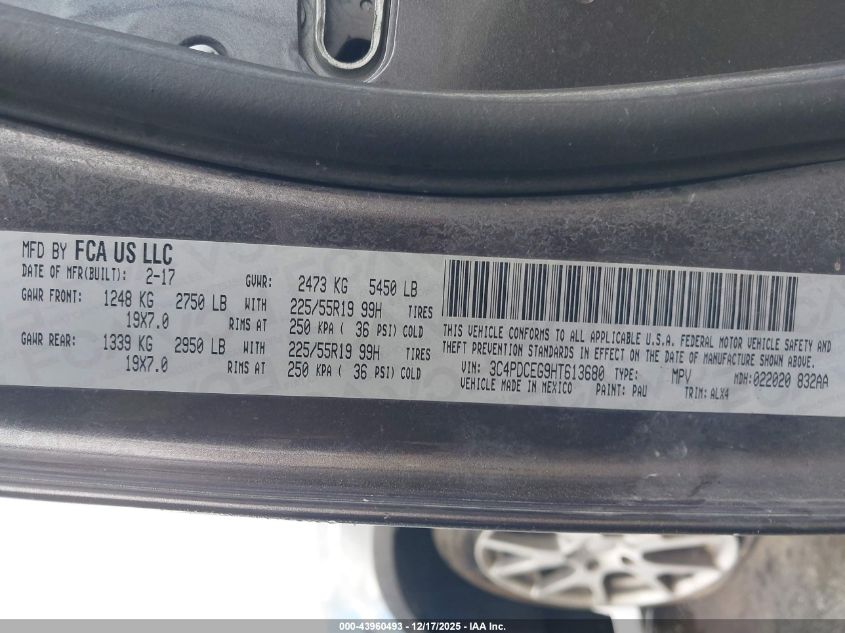 MFD BY FCA US LLC
DATE OF MFR(BUILT): 2-17 GVWR: 2473 KG 5450 LB
GAWR FRONT: 1248 KG 2750 LB WITH 225/55R19 99H TIRES
19X7.0 RIMS AT 250 KPA ( 36 PSI) COLD
GAWR REAR: 1339 KG 2950 LB WITH 225/55R19 99H TIRES
19X7.0 RIMS AT 250 KPA ( 36 PSI) COLD
THIS VEHICLE CONFORMS TO ALL APPLICABLE U.S.A. FEDERAL MOTOR VEHICLE SAFETY AND
THEFT PREVENTION STANDARDS IN EFFECT ON THE DATE OF MANUFACTURE SHOWN ABOVE.
VIN: 3C4PDCEG9HT613680 TYPE: MPV MDH:022020 832AA
VEHICLE MADE IN MEXICO PAINT: PAU TRIM: ALX4
000-43960493 - 12/17/2025 - IAA Inc.